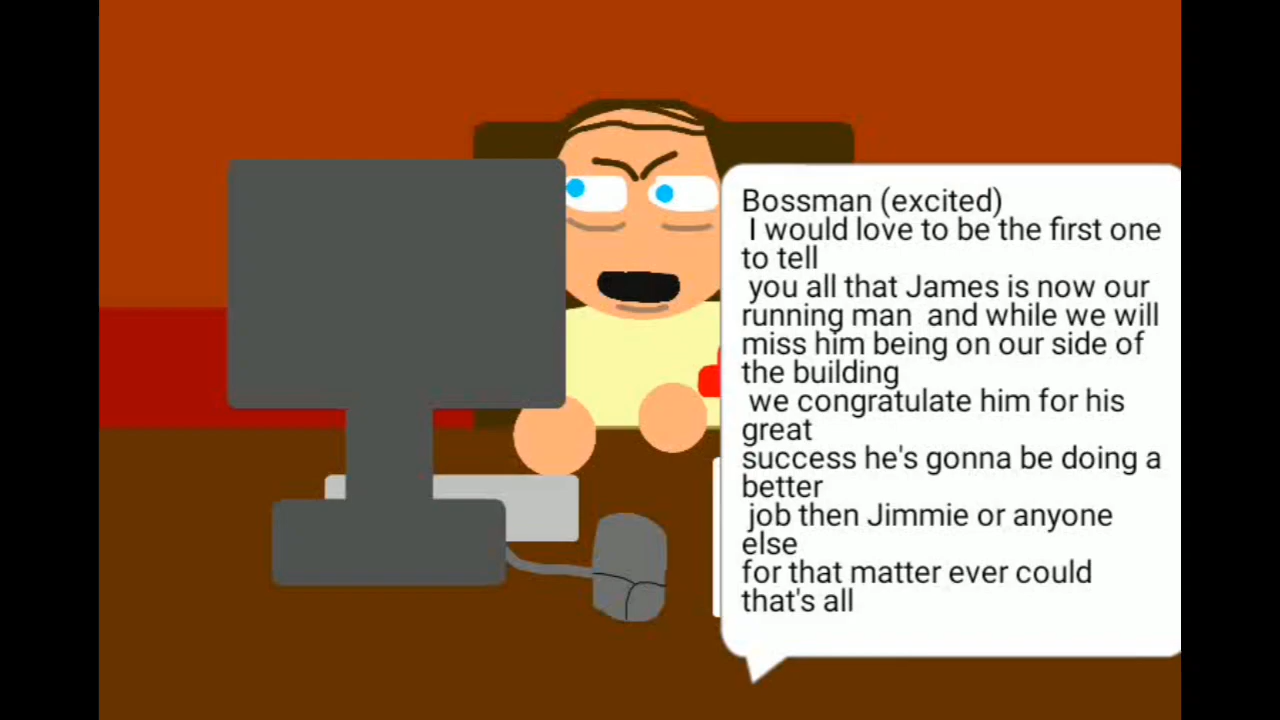 Bossman (excited)
I would love to be the first one
to tell
you all that James is now our
running man  and while we will
miss him being on our side of
the building
we congratulate him for his
great
success he's gonna be doing a
better
job then Jimmie or anyone
else
for that matter ever could
that's all